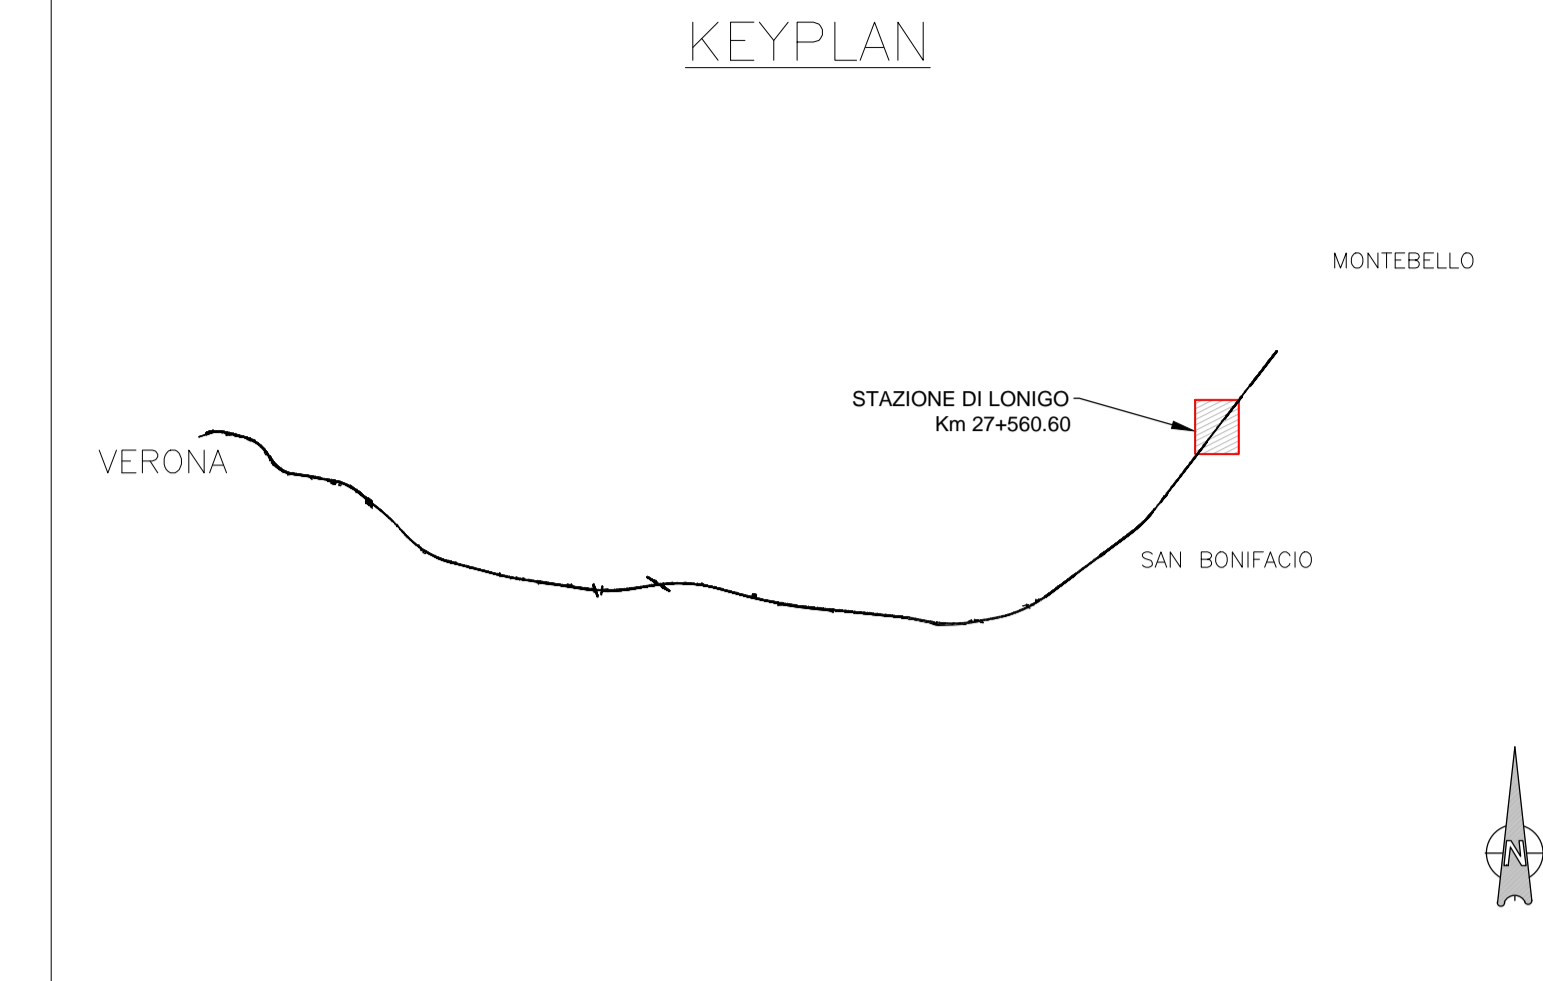 KEYPLAN
MONTEBELLO
STAZIONE DI LONIGO
Km 27+560.60
VERONA
SAN BONIFACIO
N